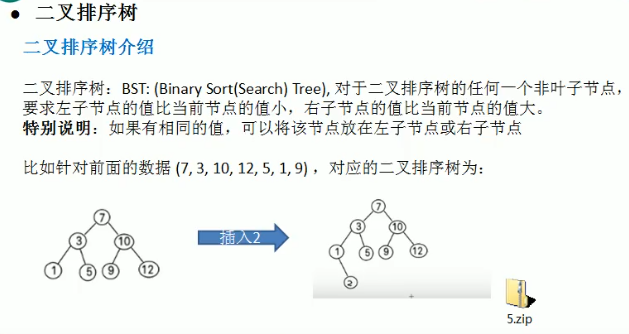 ● 二叉排序树
二叉排序树介绍
二叉排序树：BST: (Binary Sort(Search) Tree), 对于二叉排序树的任何一个非叶子节点，
要求左子节点的值比当前节点的值小，右子节点的值比当前节点的值大。
特别说明：如果有相同的值，可以将该节点放在左子节点或右子节点
比如针对前面的数据 (7, 3, 10, 12, 5, 1, 9) ，对应的二叉排序树为：
7
3 10
1 5 9 12
插入2
7
3 10
1 5 9 12
2
5.zip